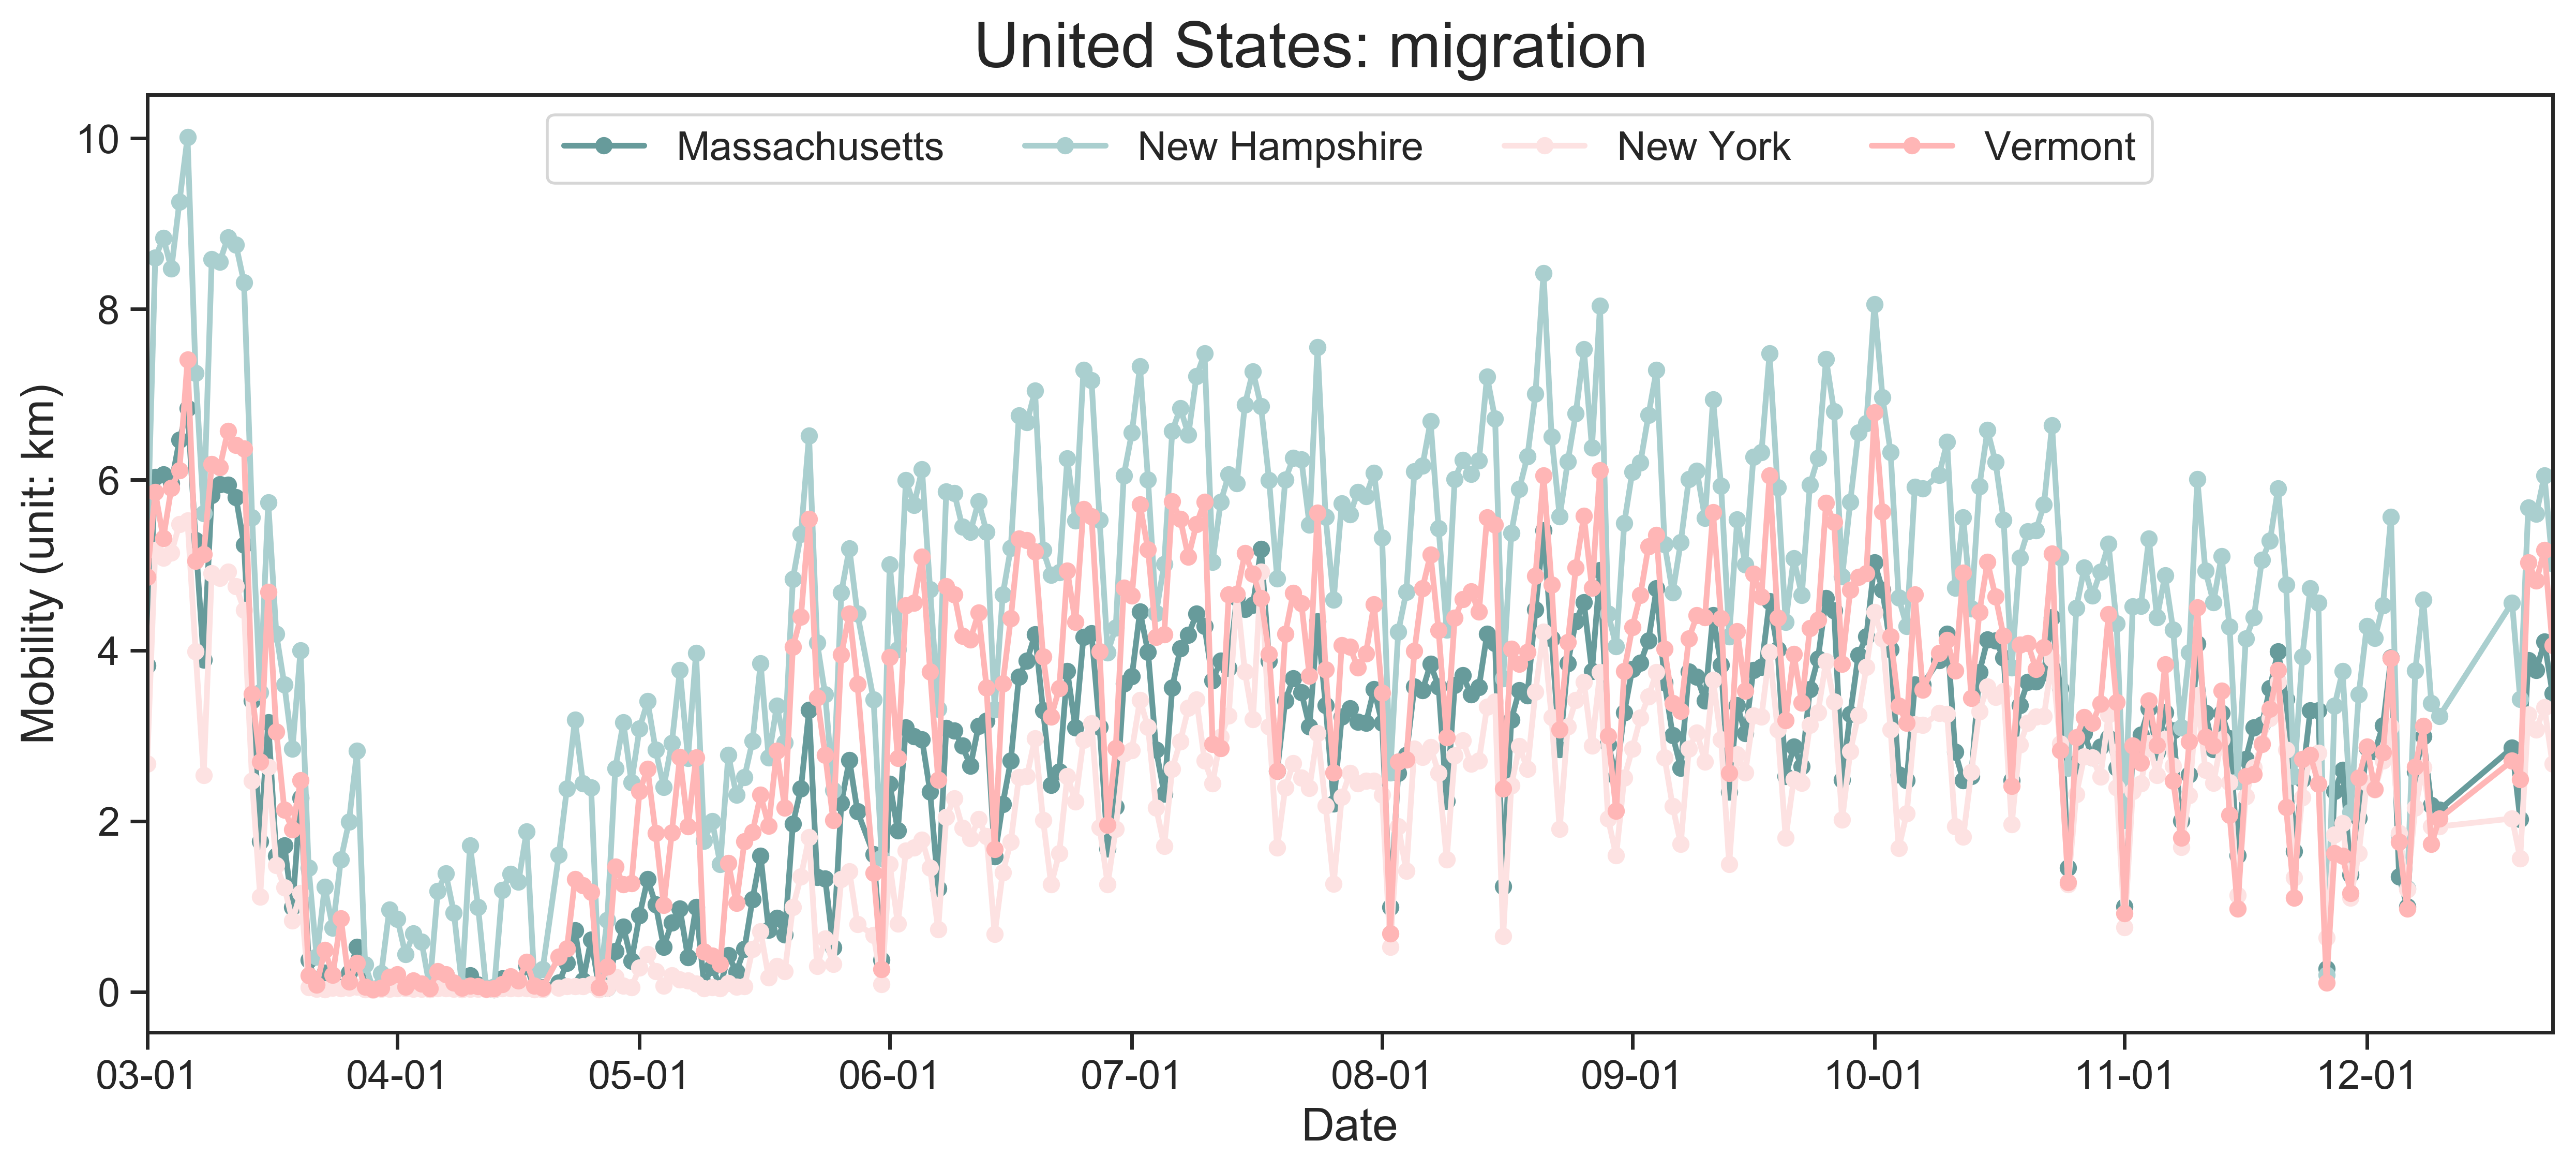 United States: migration
Massachusetts New Hampshire New York Vermont
10
8
6
4
2
0
Mobility (unit: km)
03-01 04-01 05-01 06-01 07-01 08-01 09-01 10-01 11-01 12-01
Date